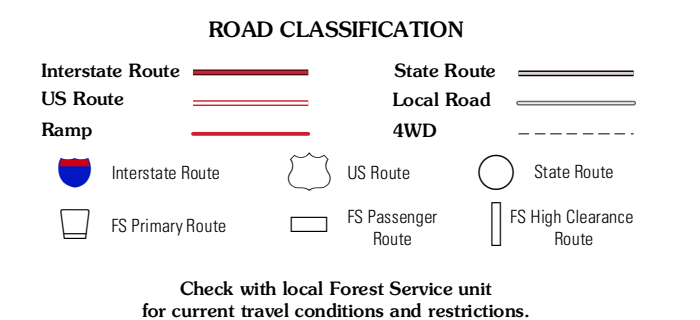 ROAD CLASSIFICATION
Interstate Route
State Route
US Route
Local Road
Ramp
4WD
Interstate Route
US Route
State Route
FS Primary Route
FS Passenger
Route
FS High Clearance
Route
Check with local Forest Service unit
for current travel conditions and restrictions.